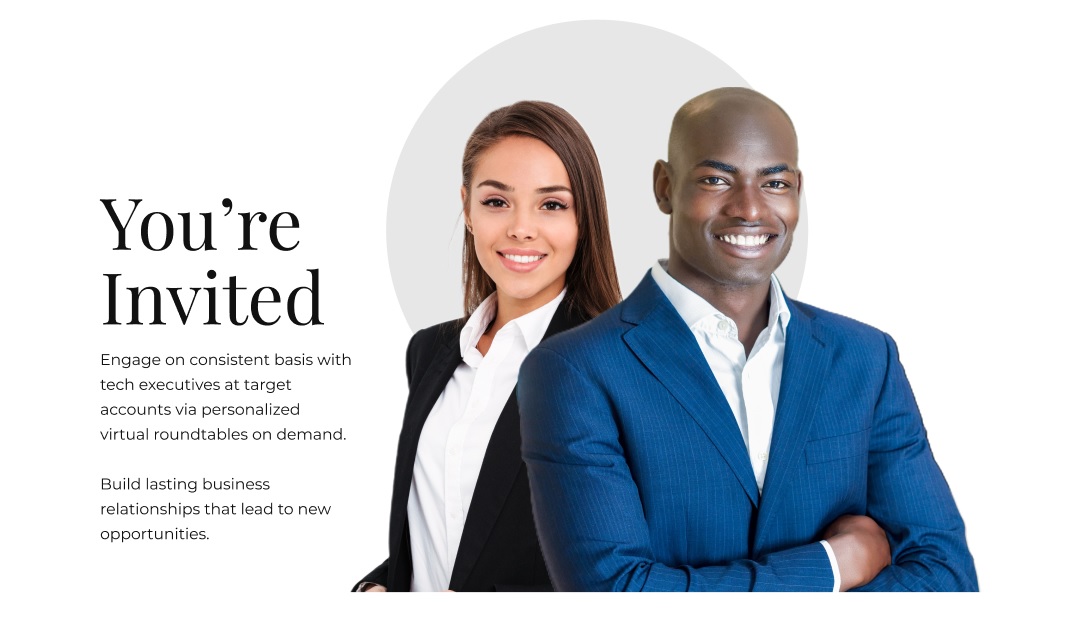 You’re
Invited
Engage on consistent basis with
tech executives at target
accounts via personalized
virtual roundtables on demand.
Build lasting business
relationships that lead to new
opportunities.